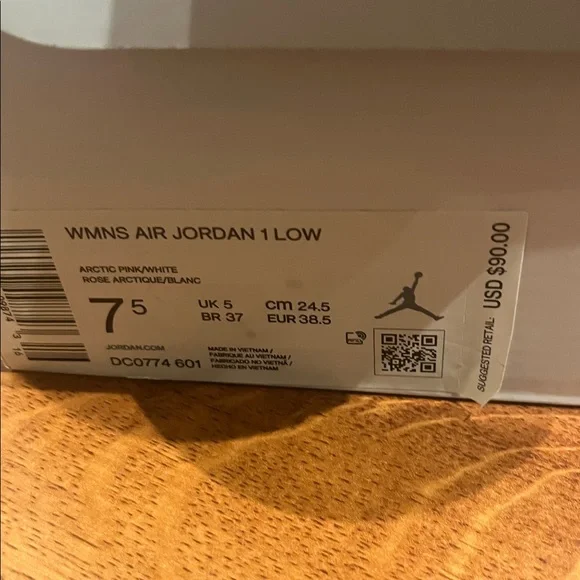 WMNS AIR JORDAN 1 LOW
ARCTIC PINK/WHITE
ROSE ARCTIQUE/BLANC
7 5
UK 5
BR 37
cm 24.5
EUR 38.5
JORDAN.COM
DC0774 601
MADE IN VIETNAM /
FABRIQUE AU VIETNAM /
FABRICADO NO VIETNÃ /
HECHO EN VIETNAM
SUGGESTED RETAIL: USD $90.00